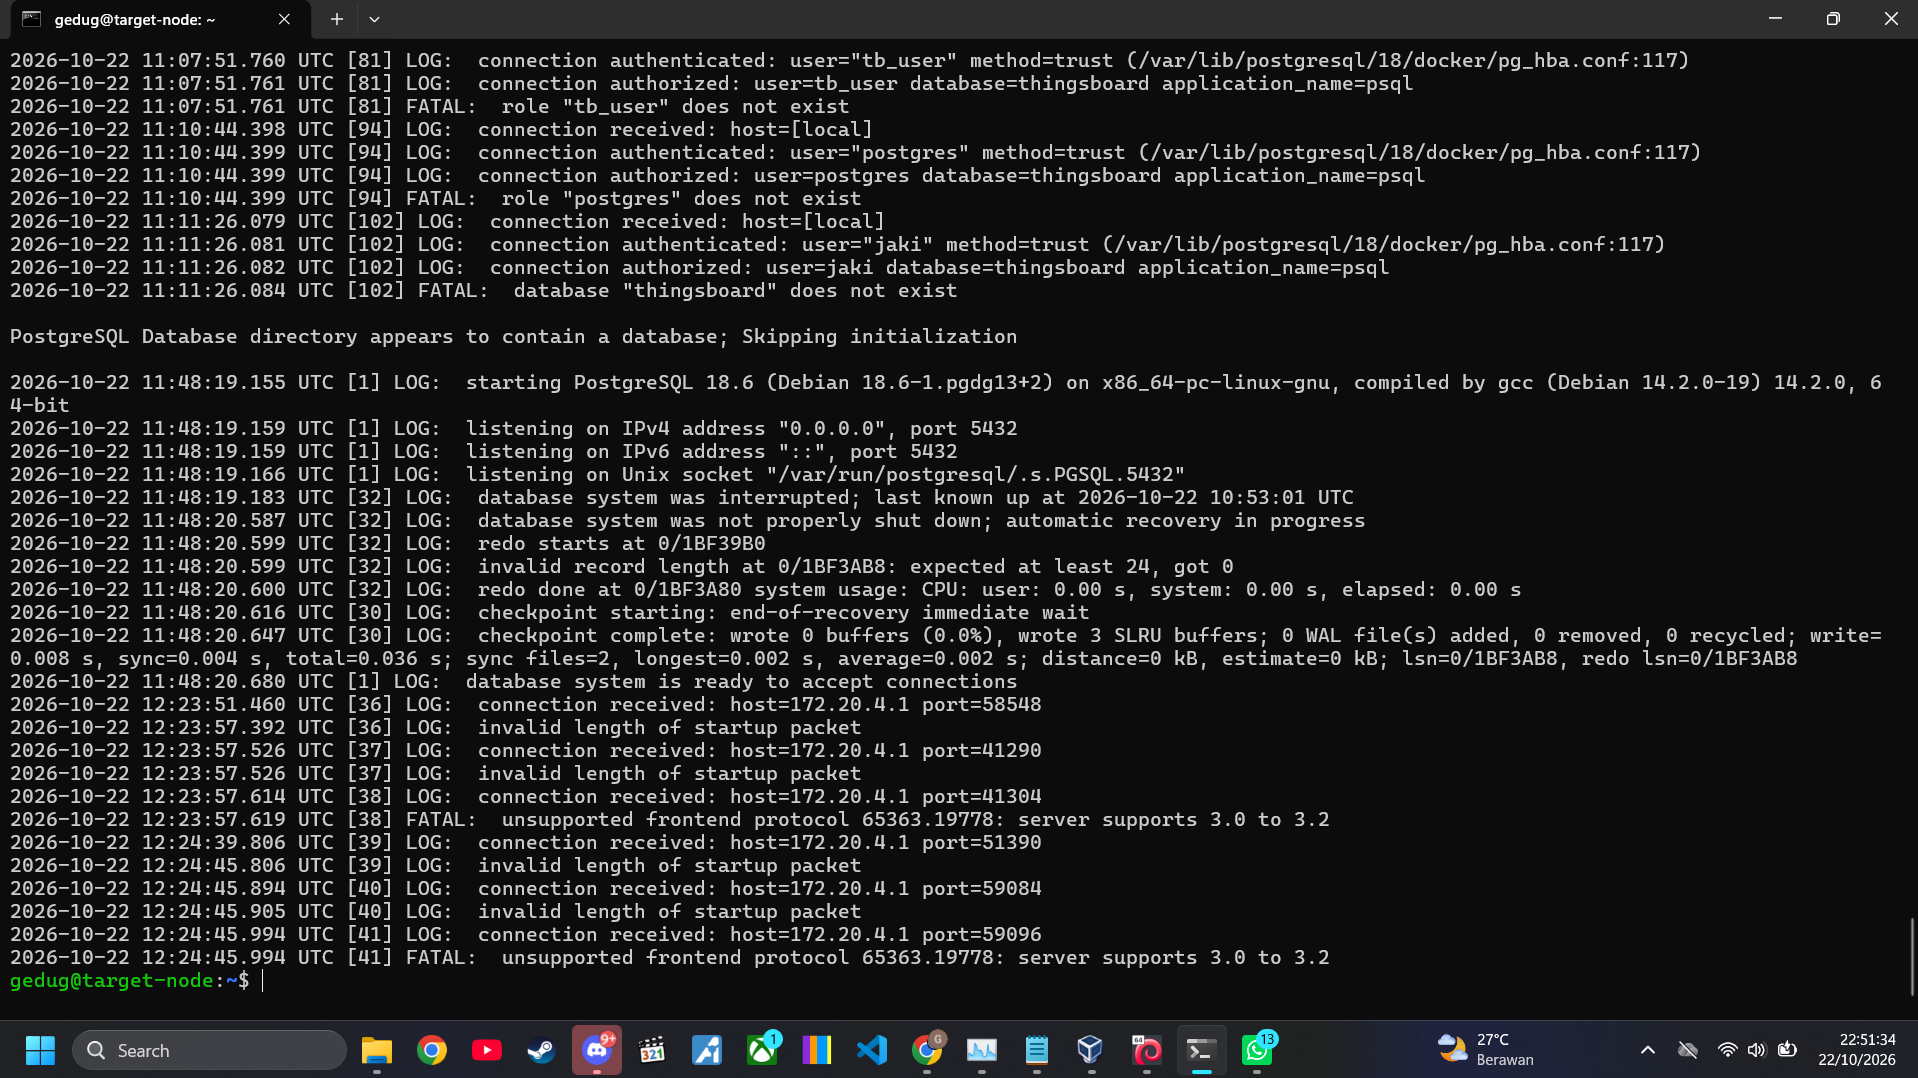 gedug@target-node: ~
2026-10-22 11:07:51.760 UTC [81] LOG:  connection authenticated: user="tb_user" method=trust (/var/lib/postgresql/18/docker/pg_hba.conf:117)
2026-10-22 11:07:51.761 UTC [81] LOG:  connection authorized: user=tb_user database=thingsboard application_name=psql
2026-10-22 11:07:51.761 UTC [81] FATAL:  role "tb_user" does not exist
2026-10-22 11:10:44.398 UTC [94] LOG:  connection received: host=[local]
2026-10-22 11:10:44.399 UTC [94] LOG:  connection authenticated: user="postgres" method=trust (/var/lib/postgresql/18/docker/pg_hba.conf:117)
2026-10-22 11:10:44.399 UTC [94] LOG:  connection authorized: user=postgres database=thingsboard application_name=psql
2026-10-22 11:10:44.399 UTC [94] FATAL:  role "postgres" does not exist
2026-10-22 11:11:26.079 UTC [102] LOG:  connection received: host=[local]
2026-10-22 11:11:26.081 UTC [102] LOG:  connection authenticated: user="jaki" method=trust (/var/lib/postgresql/18/docker/pg_hba.conf:117)
2026-10-22 11:11:26.082 UTC [102] LOG:  connection authorized: user=jaki database=thingsboard application_name=psql
2026-10-22 11:11:26.084 UTC [102] FATAL:  database "thingsboard" does not exist
PostgreSQL Database directory appears to contain a database; Skipping initialization
2026-10-22 11:48:19.155 UTC [1] LOG:  starting PostgreSQL 18.6 (Debian 18.6-1.pgdg13+2) on x86_64-pc-linux-gnu, compiled by gcc (Debian 14.2.0-19) 14.2.0, 6
4-bit
2026-10-22 11:48:19.159 UTC [1] LOG:  listening on IPv4 address "0.0.0.0", port 5432
2026-10-22 11:48:19.159 UTC [1] LOG:  listening on IPv6 address "::", port 5432
2026-10-22 11:48:19.166 UTC [1] LOG:  listening on Unix socket "/var/run/postgresql/.s.PGSQL.5432"
2026-10-22 11:48:19.183 UTC [32] LOG:  database system was interrupted; last known up at 2026-10-22 10:53:01 UTC
2026-10-22 11:48:20.587 UTC [32] LOG:  database system was not properly shut down; automatic recovery in progress
2026-10-22 11:48:20.599 UTC [32] LOG:  redo starts at 0/1BF39B0
2026-10-22 11:48:20.599 UTC [32] LOG:  invalid record length at 0/1BF3AB8: expected at least 24, got 0
2026-10-22 11:48:20.600 UTC [32] LOG:  redo done at 0/1BF3A80 system usage: CPU: user: 0.00 s, system: 0.00 s, elapsed: 0.00 s
2026-10-22 11:48:20.616 UTC [30] LOG:  checkpoint starting: end-of-recovery immediate wait
2026-10-22 11:48:20.647 UTC [30] LOG:  checkpoint complete: wrote 0 buffers (0.0%), wrote 3 SLRU buffers; 0 WAL file(s) added, 0 removed, 0 recycled; write=
0.008 s, sync=0.004 s, total=0.036 s; sync files=2, longest=0.002 s, average=0.002 s; distance=0 kB, estimate=0 kB; lsn=0/1BF3AB8, redo lsn=0/1BF3AB8
2026-10-22 11:48:20.680 UTC [1] LOG:  database system is ready to accept connections
2026-10-22 12:23:51.460 UTC [36] LOG:  connection received: host=172.20.4.1 port=58548
2026-10-22 12:23:57.392 UTC [36] LOG:  invalid length of startup packet
2026-10-22 12:23:57.526 UTC [37] LOG:  connection received: host=172.20.4.1 port=41290
2026-10-22 12:23:57.526 UTC [37] LOG:  invalid length of startup packet
2026-10-22 12:23:57.614 UTC [38] LOG:  connection received: host=172.20.4.1 port=41304
2026-10-22 12:23:57.619 UTC [38] FATAL:  unsupported frontend protocol 65363.19778: server supports 3.0 to 3.2
2026-10-22 12:24:39.806 UTC [39] LOG:  connection received: host=172.20.4.1 port=51390
2026-10-22 12:24:45.806 UTC [39] LOG:  invalid length of startup packet
2026-10-22 12:24:45.894 UTC [40] LOG:  connection received: host=172.20.4.1 port=59084
2026-10-22 12:24:45.905 UTC [40] LOG:  invalid length of startup packet
2026-10-22 12:24:45.994 UTC [41] LOG:  connection received: host=172.20.4.1 port=59096
2026-10-22 12:24:45.994 UTC [41] FATAL:  unsupported frontend protocol 65363.19778: server supports 3.0 to 3.2
gedug@target-node:~$
Search
9+
321
1
G
64
13
27°C
Berawan
22:51:34
22/10/2026